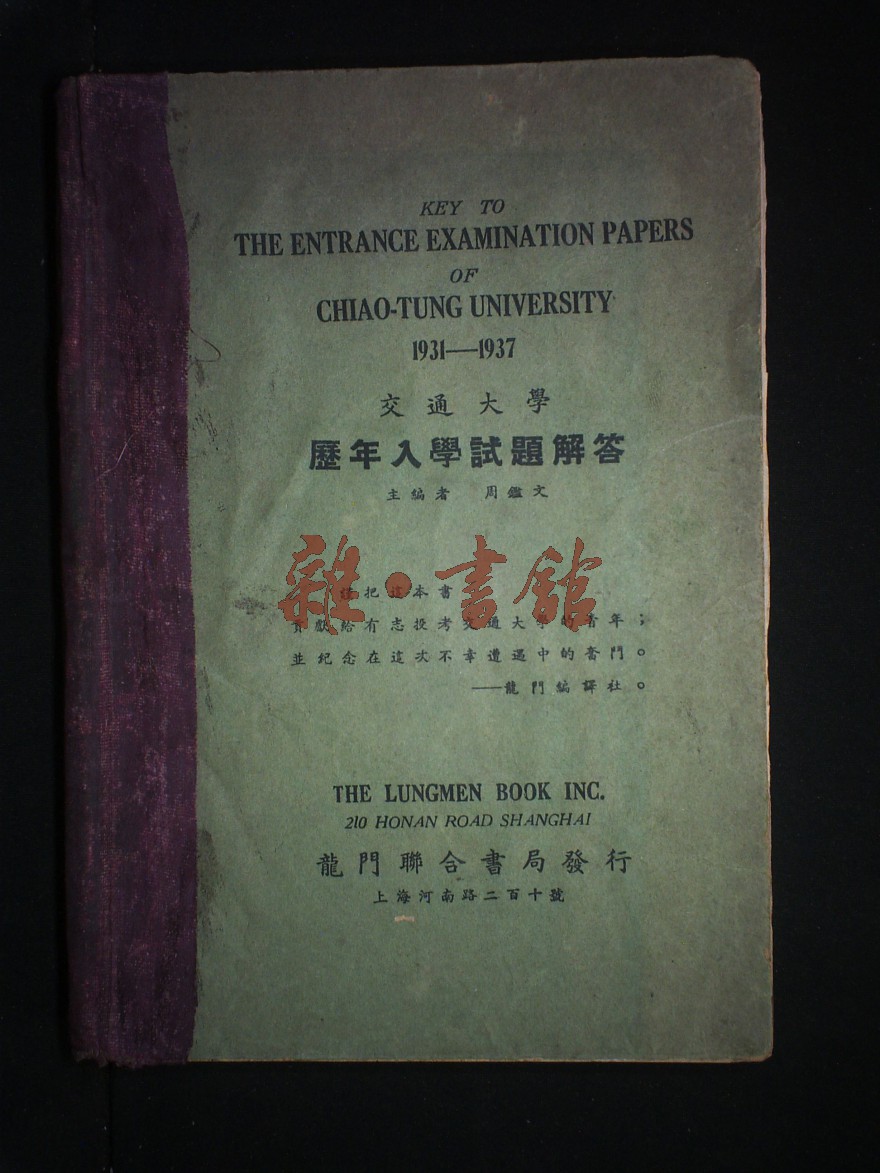 KEY TO
THE ENTRANCE EXAMINATION PAPERS
OF
CHIAO-TUNG UNIVERSITY
1931—1937
交通大學
歷年入學試題解答
主編者 周鑑文
雜·書館
謹把這本書
貢獻給有志投考交通大學的青年；
並紀念在這次不幸遭遇中的奮鬥。
——龍門編譯社。
THE LUNGMEN BOOK INC.
210 HONAN ROAD SHANGHAI
龍門聯合書局發行
上海河南路二百十號